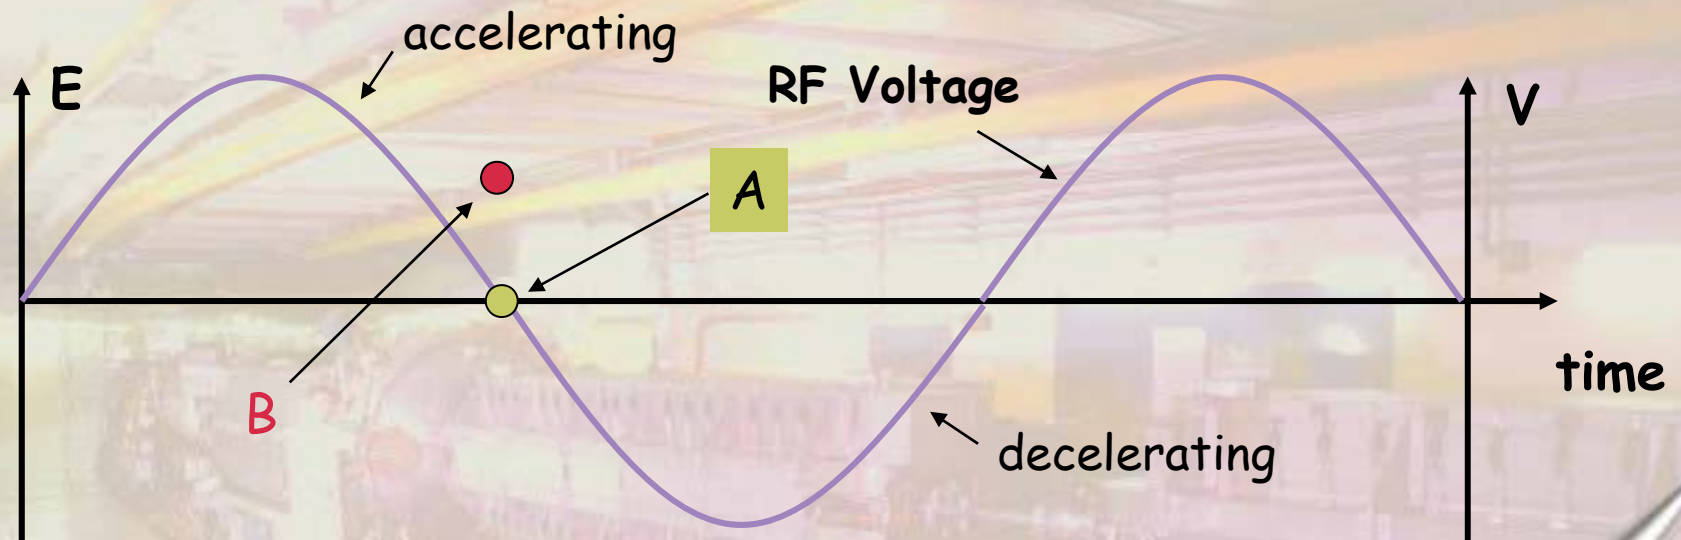 accelerating
E
RF Voltage
V
A
time
B
decelerating